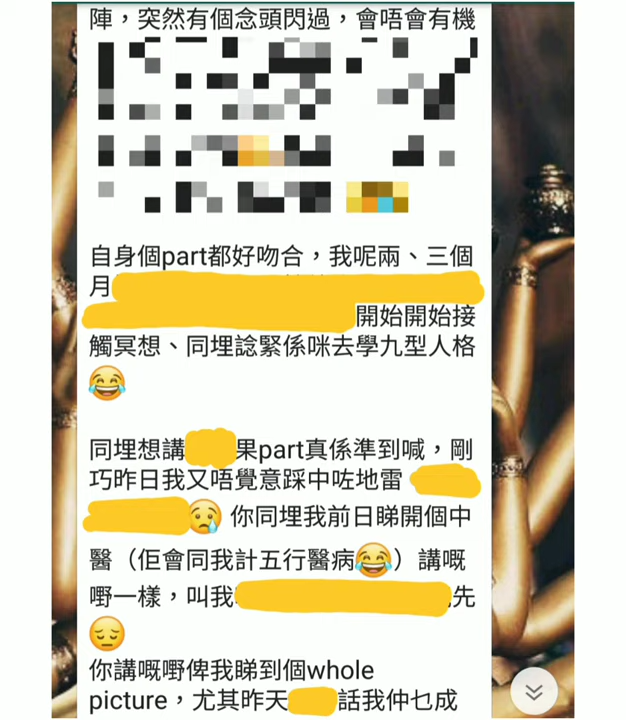 陣，突然有個念頭閃過，會唔會有機
自身個part都好吻合，我呢兩、三個
月
開始開始接
觸冥想、同埋諗緊係咪去學九型人格
😂
同埋想講 果part真係準到喊，剛
巧昨日我又唔覺意踩中咗地雷
😢 你同埋我前日睇開個中
醫（佢會同我計五行醫病😂）講嘅
嘢一樣，叫我 先
😔
你講嘅嘢俾我睇到個whole
picture，尤其昨天 話我仲乜成